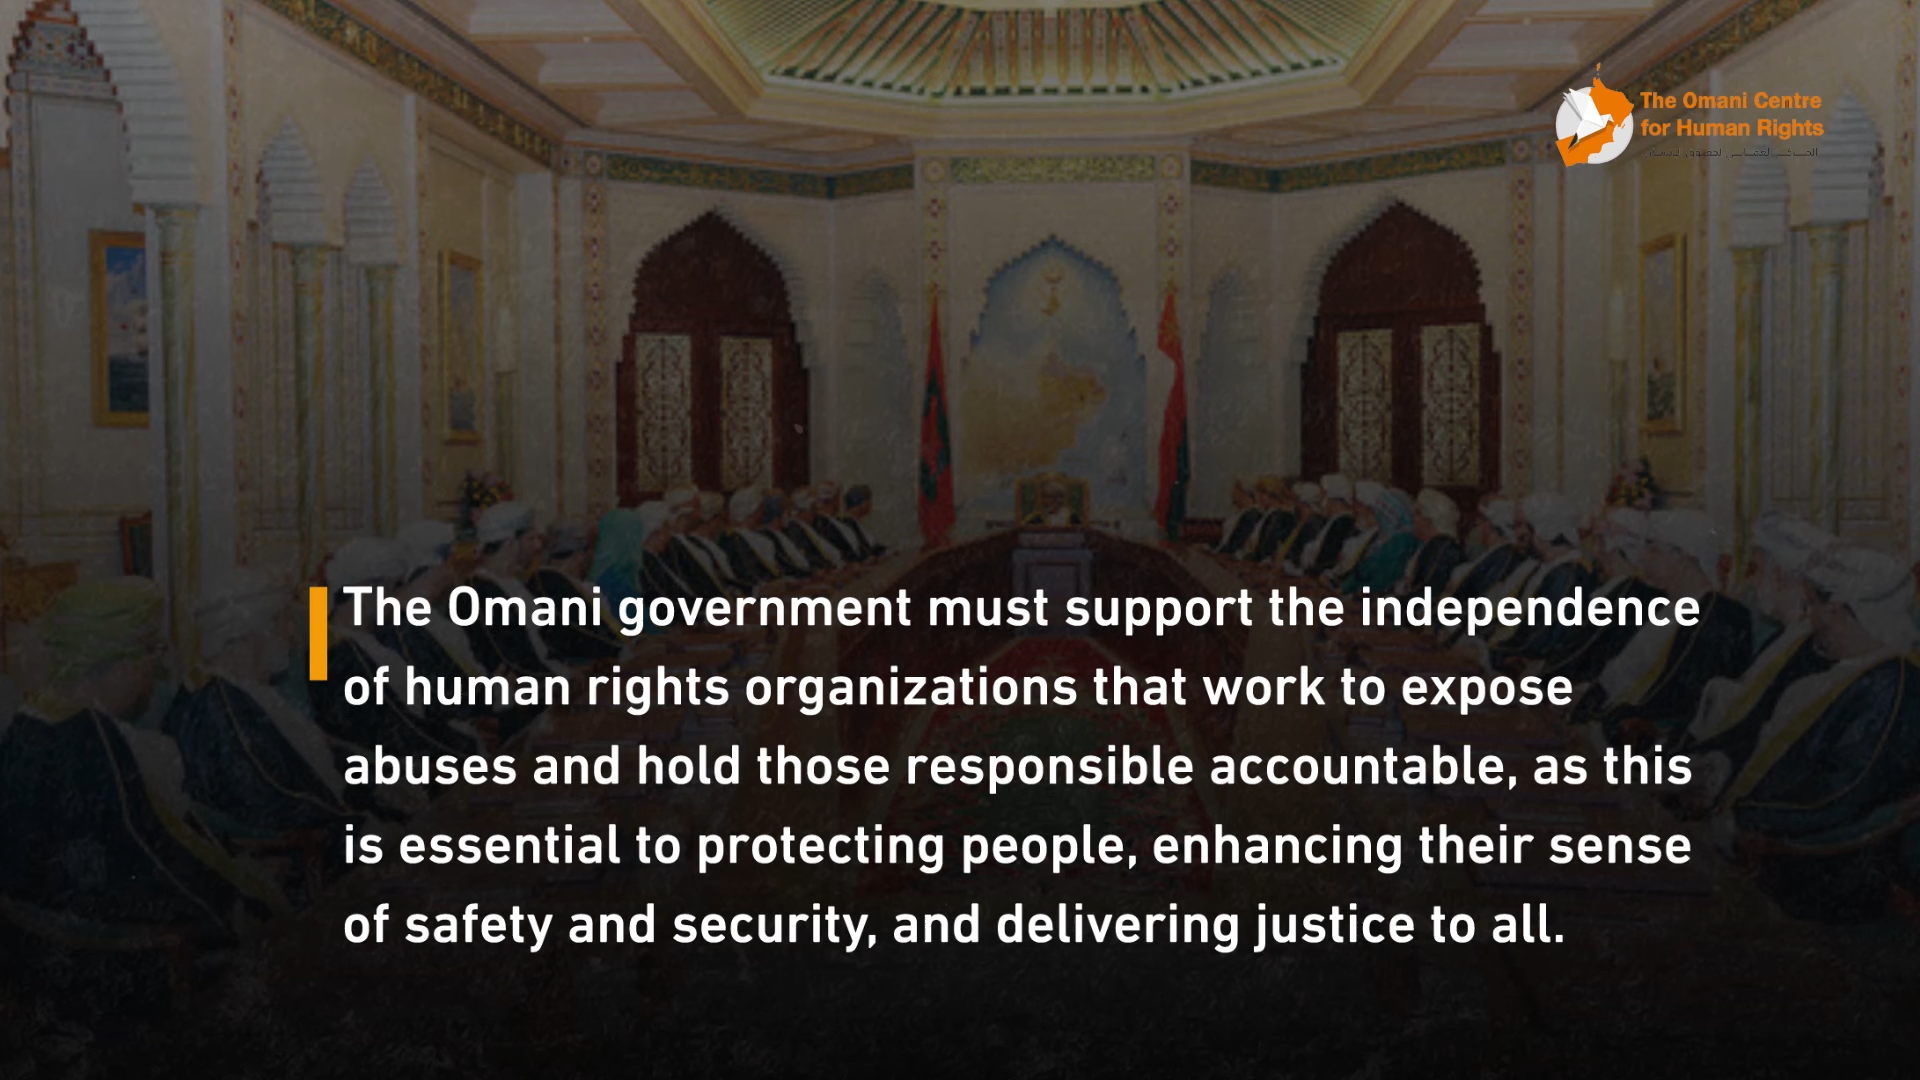 The Omani Centre
for Human Rights
The Omani government must support the independence
of human rights organizations that work to expose
abuses and hold those responsible accountable, as this
is essential to protecting people, enhancing their sense
of safety and security, and delivering justice to all.